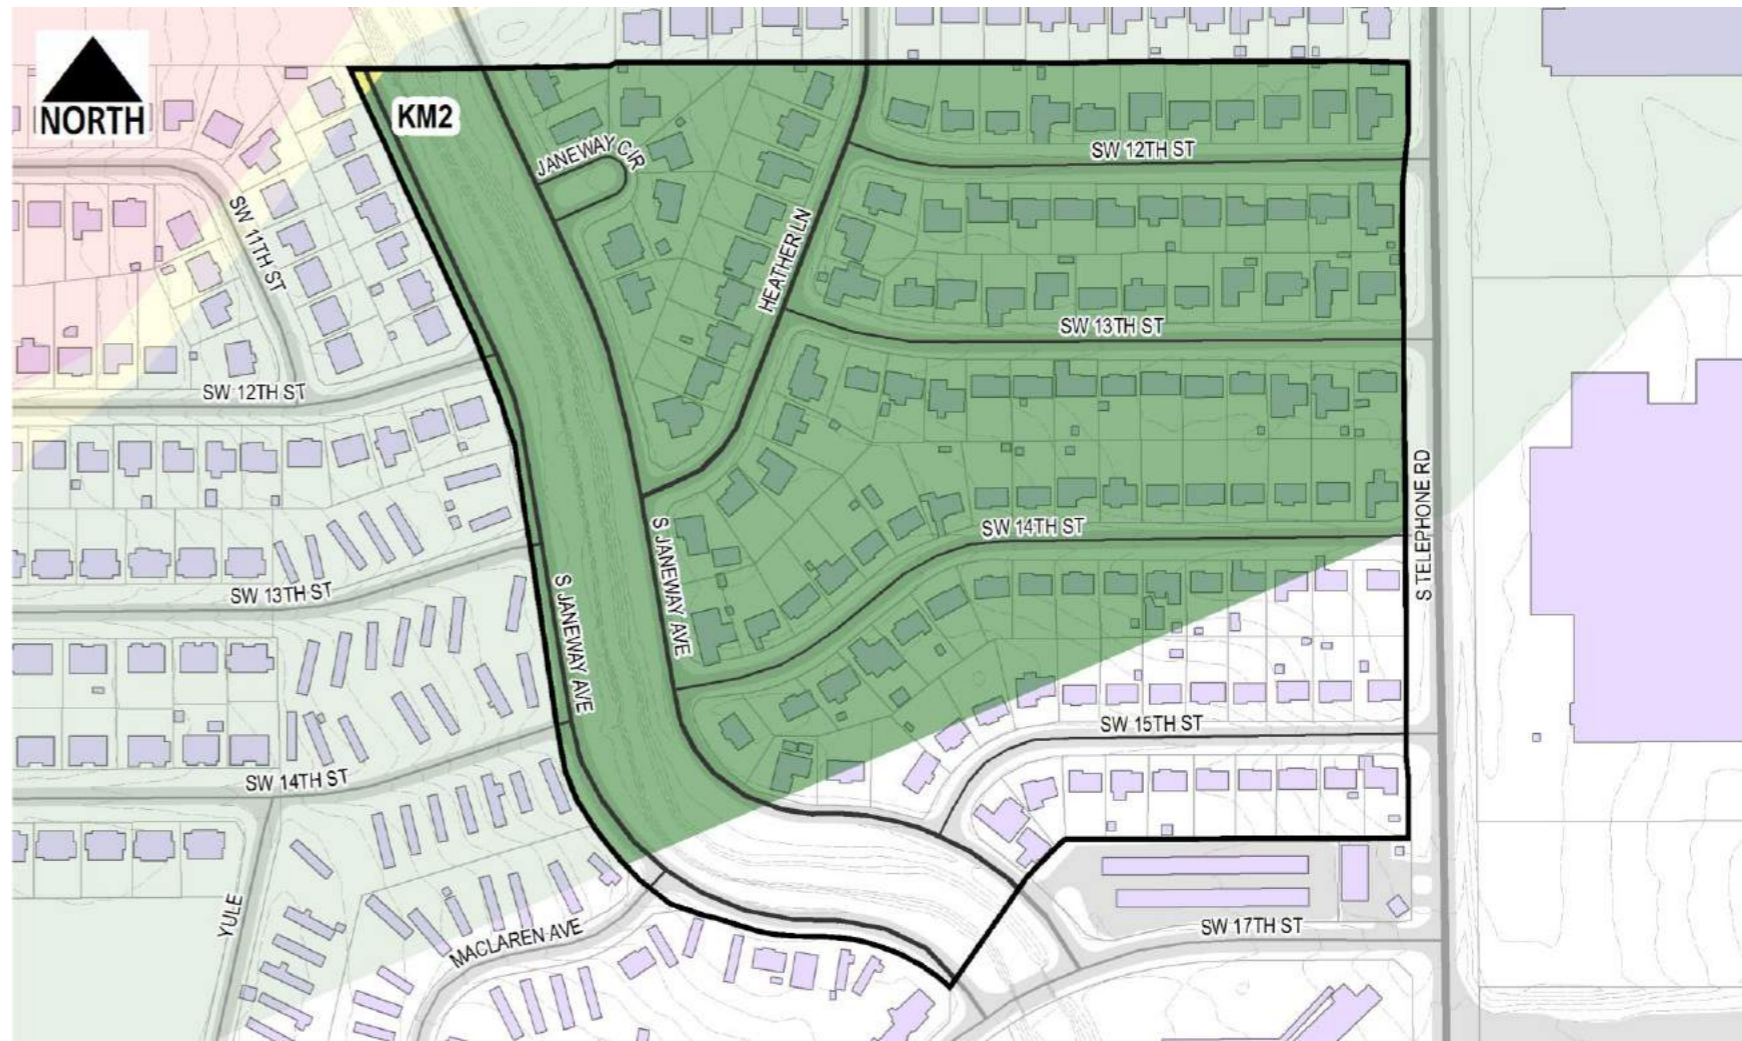 NORTH
KM2
JANEWAY CIR
SW 12TH ST
SW 11TH ST
HEATHER LN
SW 13TH ST
SW 12TH ST
S TELEPHONE RD
SW 14TH ST
S JANEWAY AVE
SW 13TH ST
S JANEWAY AVE
SW 15TH ST
SW 14TH ST
YULE
MACLAREN AVE
SW 17TH ST